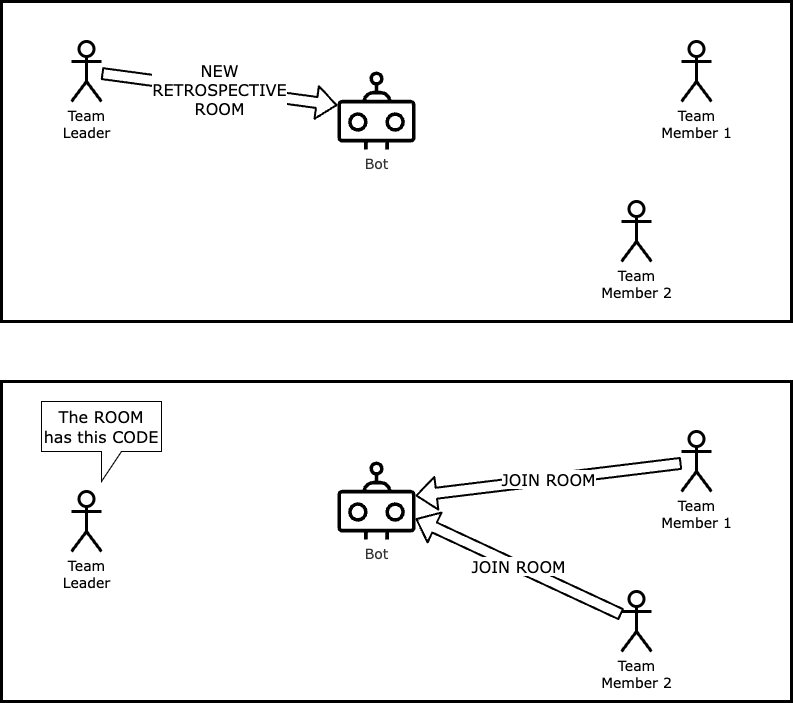 NEW
RETROSPECTIVE
ROOM
Team
Leader
Bot
Team
Member 1
Team
Member 2
The ROOM
has this CODE
JOIN ROOM
Team
Member 1
Bot
Team
Leader
JOIN ROOM
Team
Member 2